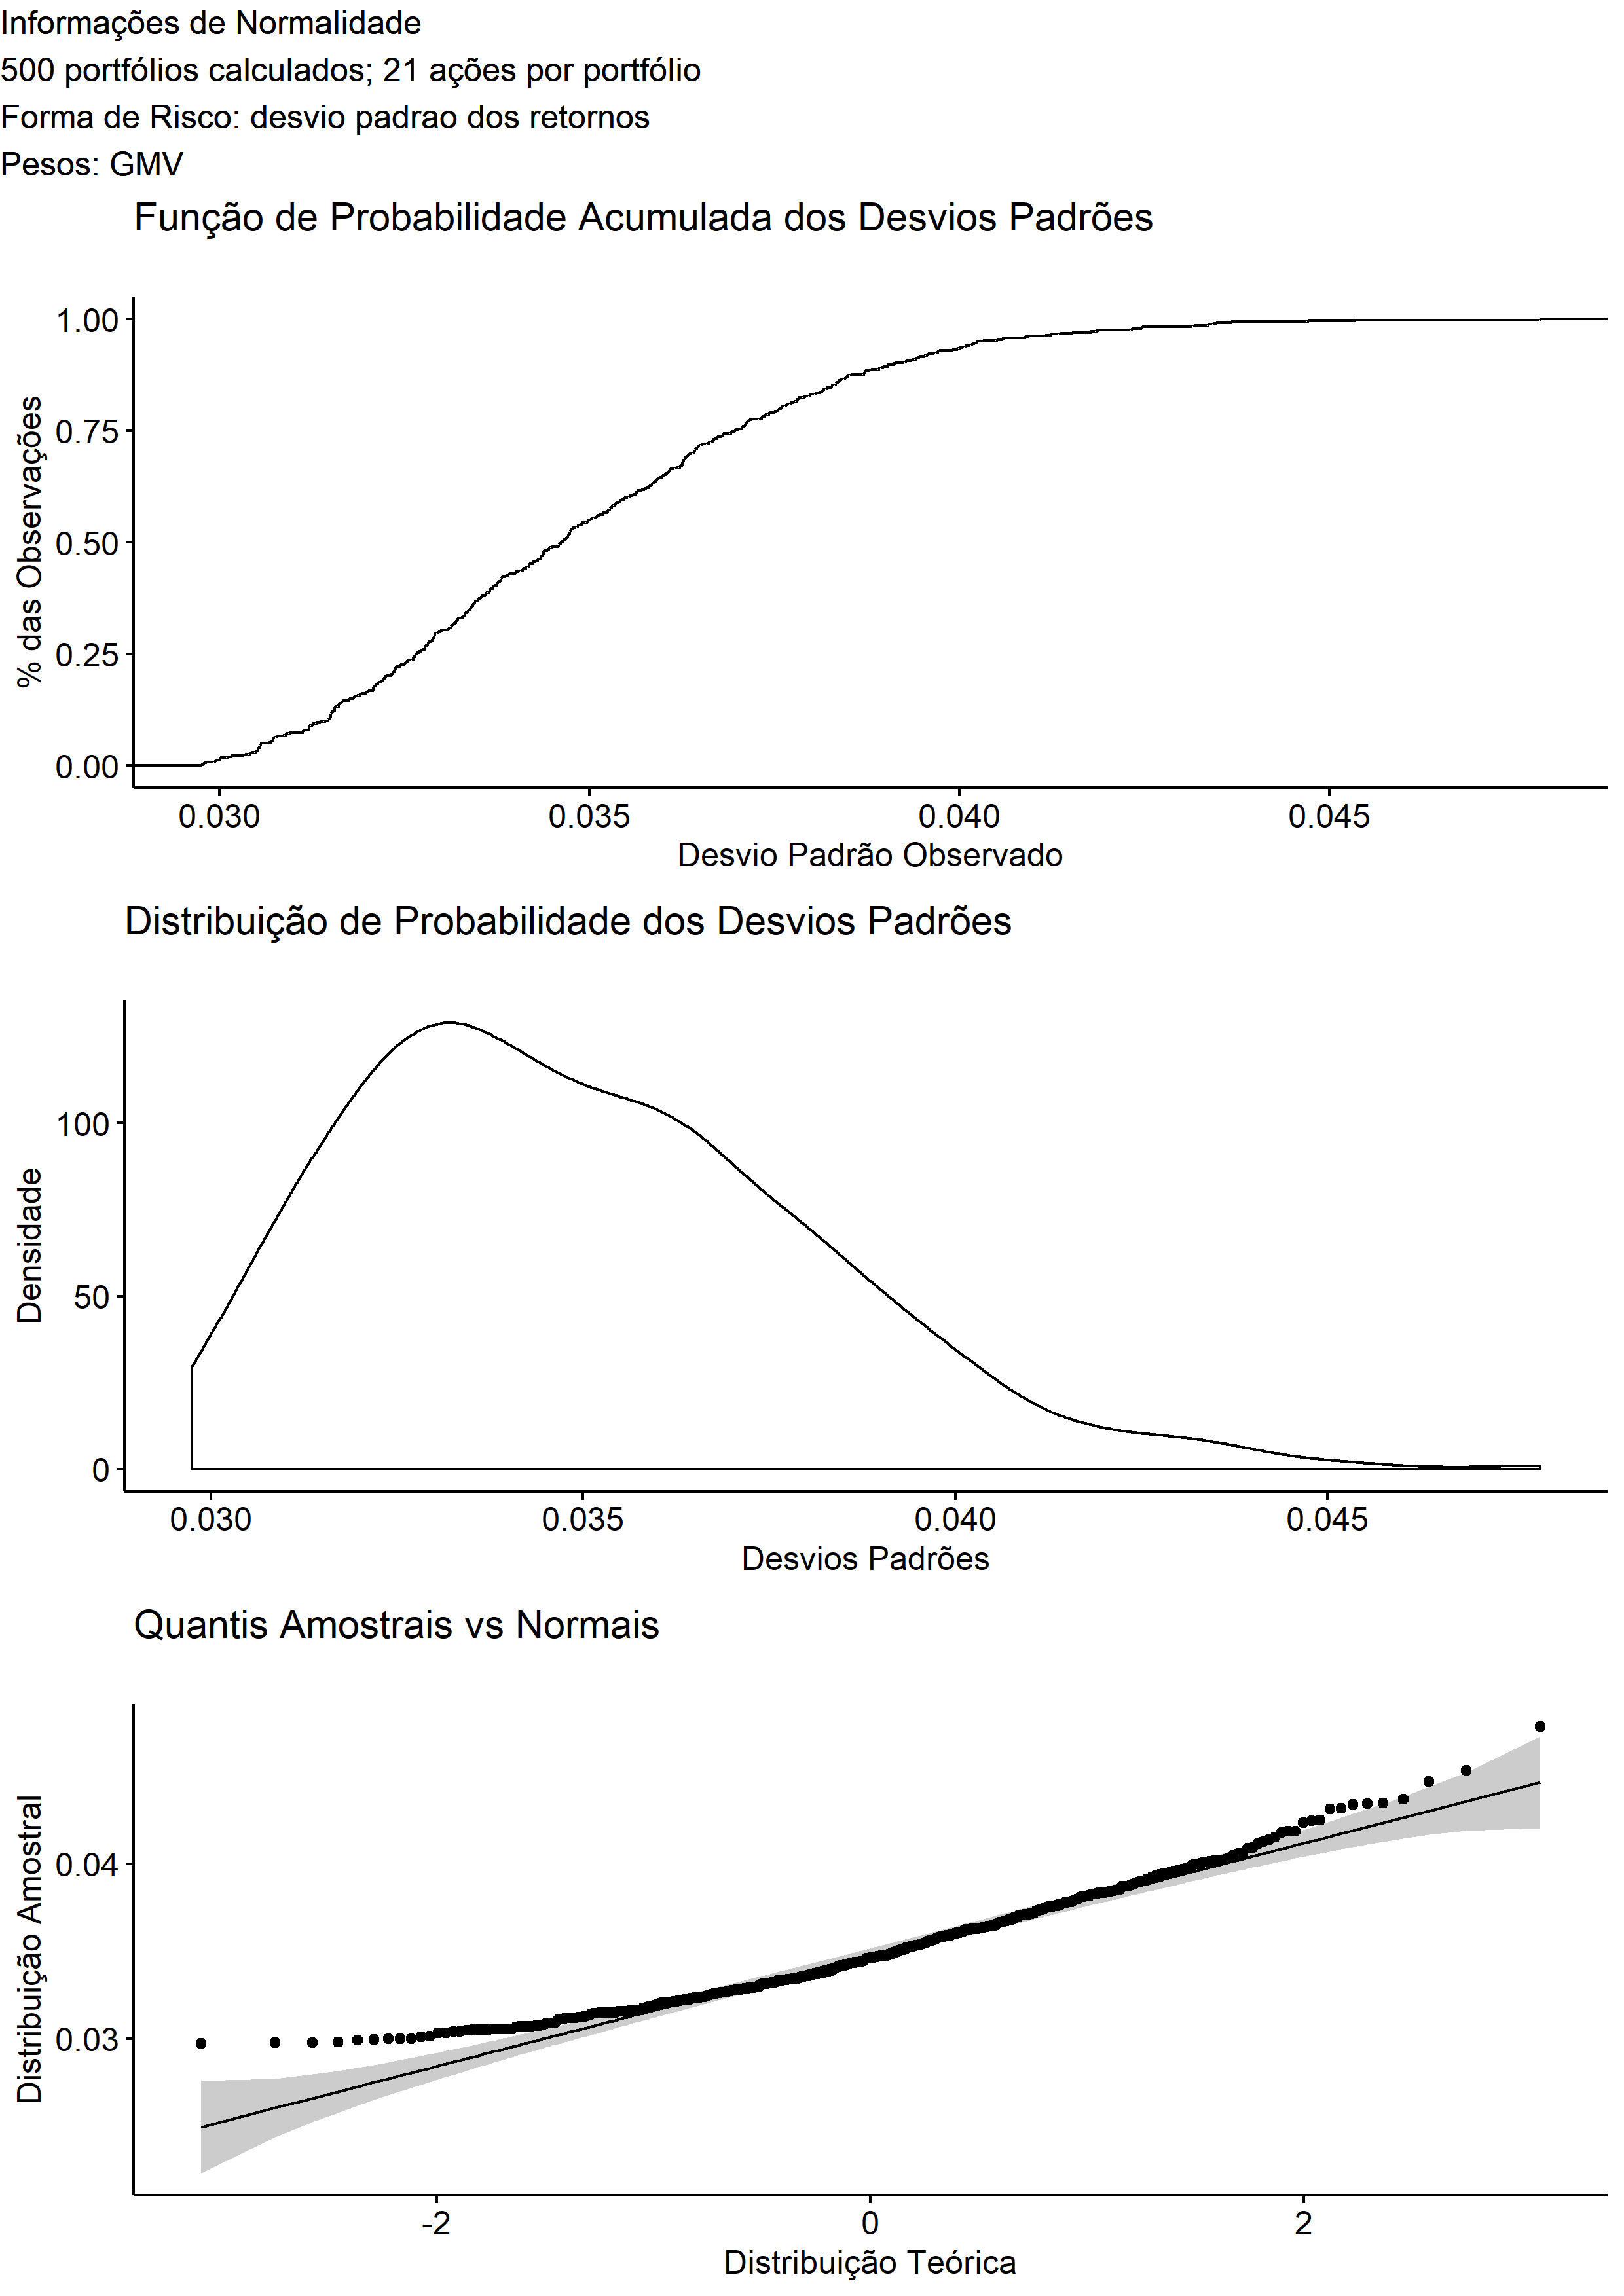 Informações de Normalidade
500 portfólios calculados; 21 ações por portfólio
Forma de Risco: desvio padrao dos retornos
Pesos: GMV
Função de Probabilidade Acumulada dos Desvios Padrões
% das Observações
1.00
0.75
0.50
0.25
0.00
0.030 0.035 0.040 0.045
Desvio Padrão Observado
Distribuição de Probabilidade dos Desvios Padrões
Densidade
100
50
0
0.030 0.035 0.040 0.045
Desvios Padrões
Quantis Amostrais vs Normais
Distribuição Amostral
0.04
0.03
-2 0 2
Distribuição Teórica